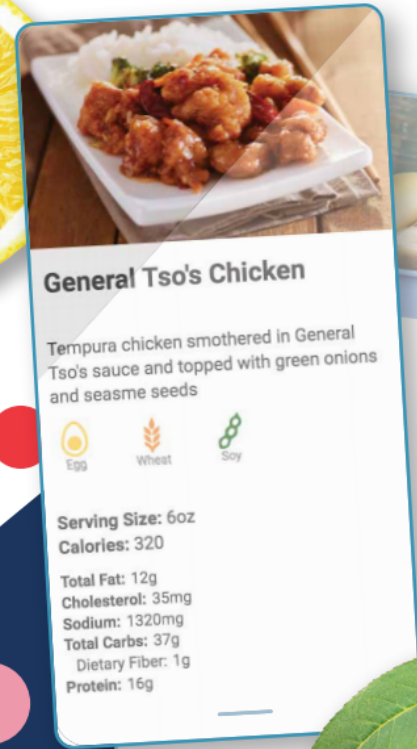 General Tso's Chicken
Tempura chicken smothered in General
Tso's sauce and topped with green onions
and seasme seeds
Egg Wheat Soy
Serving Size: 6oz
Calories: 320
Total Fat: 12g
Cholesterol: 35mg
Sodium: 1320mg
Total Carbs: 37g
Dietary Fiber: 1g
Protein: 16g